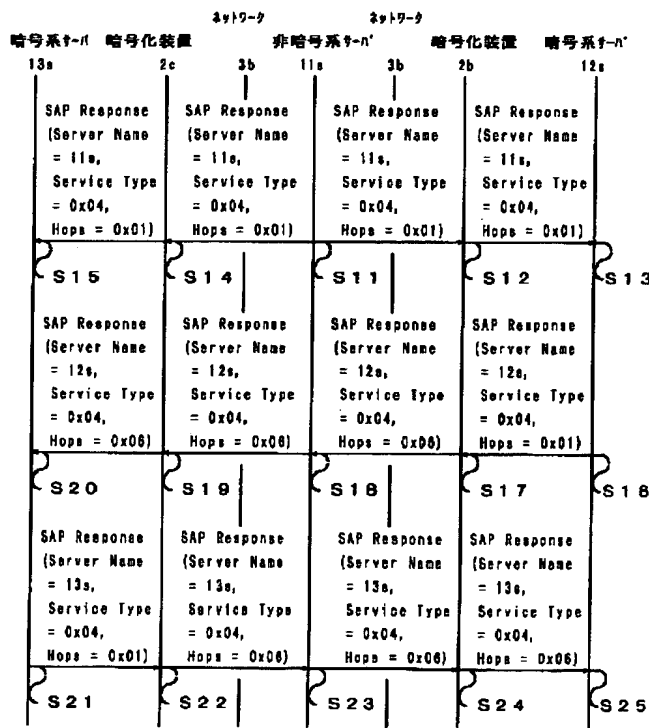 ネットワーク ネットワーク
暗号系サーバ 暗号化装置 非暗号系サーバ 暗号化装置 暗号系サーバ
13s 2c 3b 11s 3b 2b 12s
SAP Response SAP Response SAP Response SAP Response
(Server Name (Server Name (Server Name (Server Name
= 11s, = 11s, = 11s, = 11s,
Service Type Service Type Service Type Service Type
= 0x04, = 0x04, = 0x04, = 0x04,
Hops = 0x01) Hops = 0x01) Hops = 0x01) Hops = 0x01)
S15 S14 S11 S12 S13
SAP Response SAP Response SAP Response SAP Response
(Server Name (Server Name (Server Name (Server Name
= 12s, = 12s, = 12s, = 12s,
Service Type Service Type Service Type Service Type
= 0x04, = 0x04, = 0x04, = 0x04,
Hops = 0x06) Hops = 0x06) Hops = 0x06) Hops = 0x01)
S20 S19 S18 S17 S16
SAP Response SAP Response SAP Response SAP Response
(Server Name (Server Name (Server Name (Server Name
= 13s, = 13s, = 13s, = 13s,
Service Type Service Type Service Type Service Type
= 0x04, = 0x04, = 0x04, = 0x04,
Hops = 0x01) Hops = 0x06) Hops = 0x06) Hops = 0x06)
S21 S22 S23 S24 S25